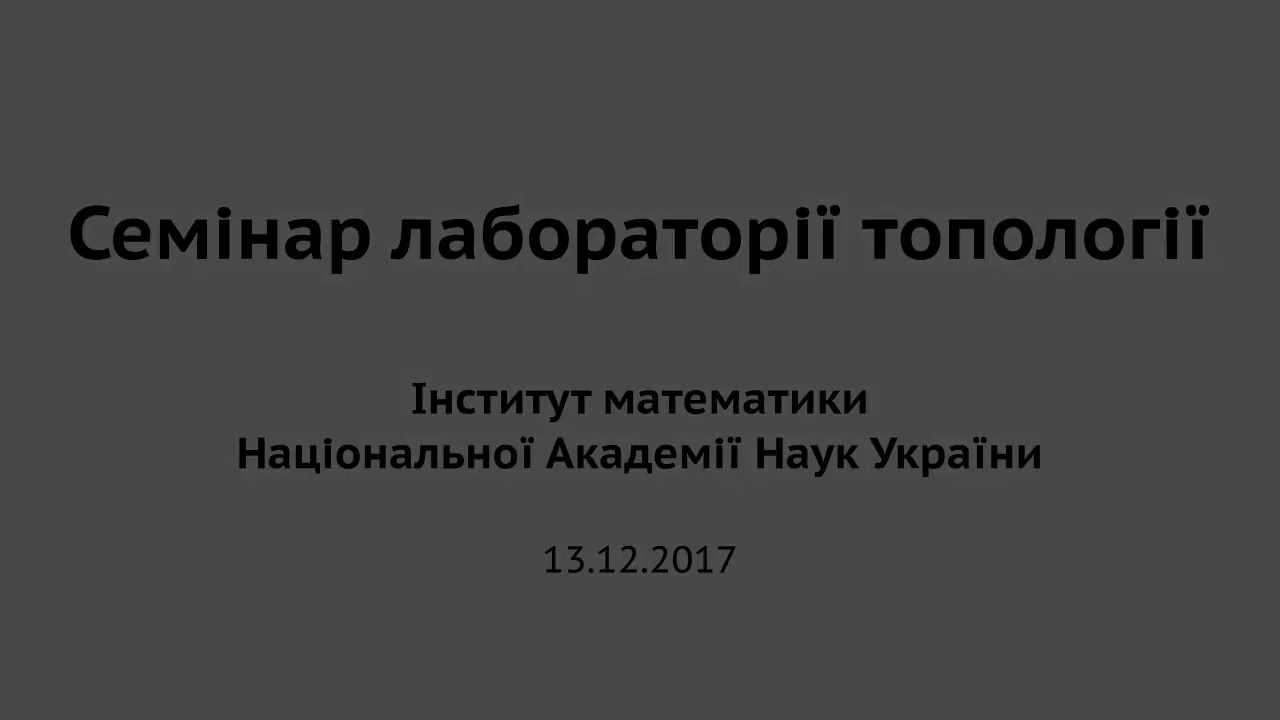 Семінар лабораторії топології
Інститут математики
Національної Академії Наук України
13.12.2017